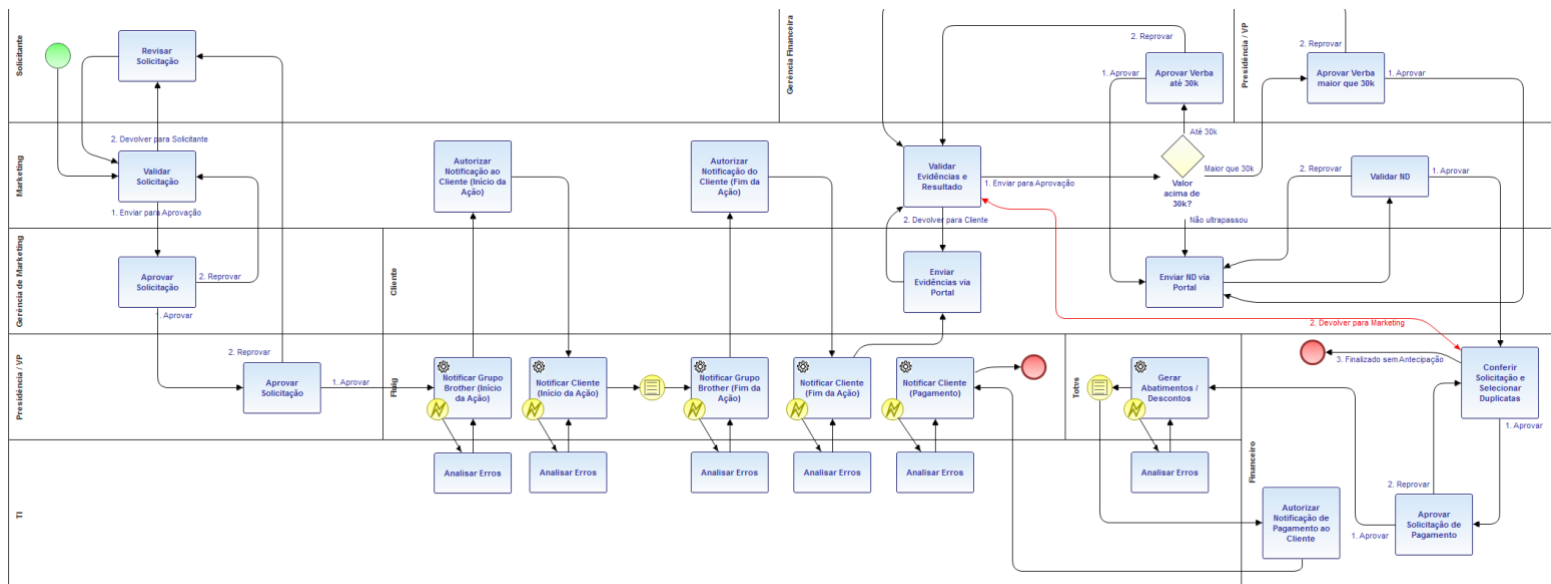 Solicitante
Revisar
Solicitação
2. Devolver para Solicitante
Gerência Financeira
2. Reprovar
1. Aprovar
Aprovar Verba
até 30k
Presidência / VP
2. Reprovar
Aprovar Verba
maior que 30k
1. Aprovar
Marketing
Validar
Solicitação
1. Enviar para Aprovação
Autorizar
Notificação ao
Cliente (Início da
Ação)
Autorizar
Notificação do
Cliente (Fim da
Ação)
Validar
Evidências e
Resultado
1. Enviar para Aprovação
2. Devolver para Cliente
Até 30k
Maior que 30k
Valor
acima de
30k?
Não ultrapassou
2. Reprovar
Validar ND
1. Aprovar
Gerência de Marketing
Aprovar
Solicitação
2. Reprovar
1. Aprovar
Cliente
Enviar
Evidências via
Portal
Enviar ND via
Portal
2. Devolver para Marketing
Presidência / VP
2. Reprovar
Aprovar
Solicitação
1. Aprovar
Fluig
Notificar Grupo
Brother (Início
da Ação)
Notificar Cliente
(Início da Ação)
Notificar Grupo
Brother (Fim da
Ação)
Notificar Cliente
(Fim da Ação)
Notificar Cliente
(Pagamento)
Totvs
Gerar
Abatimentos /
Descontos
3. Finalizado sem Antecipação
Conferir
Solicitação e
Selecionar
Duplicatas
1. Aprovar
TI
Analisar Erros
Analisar Erros
Analisar Erros
Analisar Erros
Analisar Erros
Analisar Erros
Financeiro
Autorizar
Notificação de
Pagamento ao
Cliente
2. Reprovar
1. Aprovar
Aprovar
Solicitação de
Pagamento